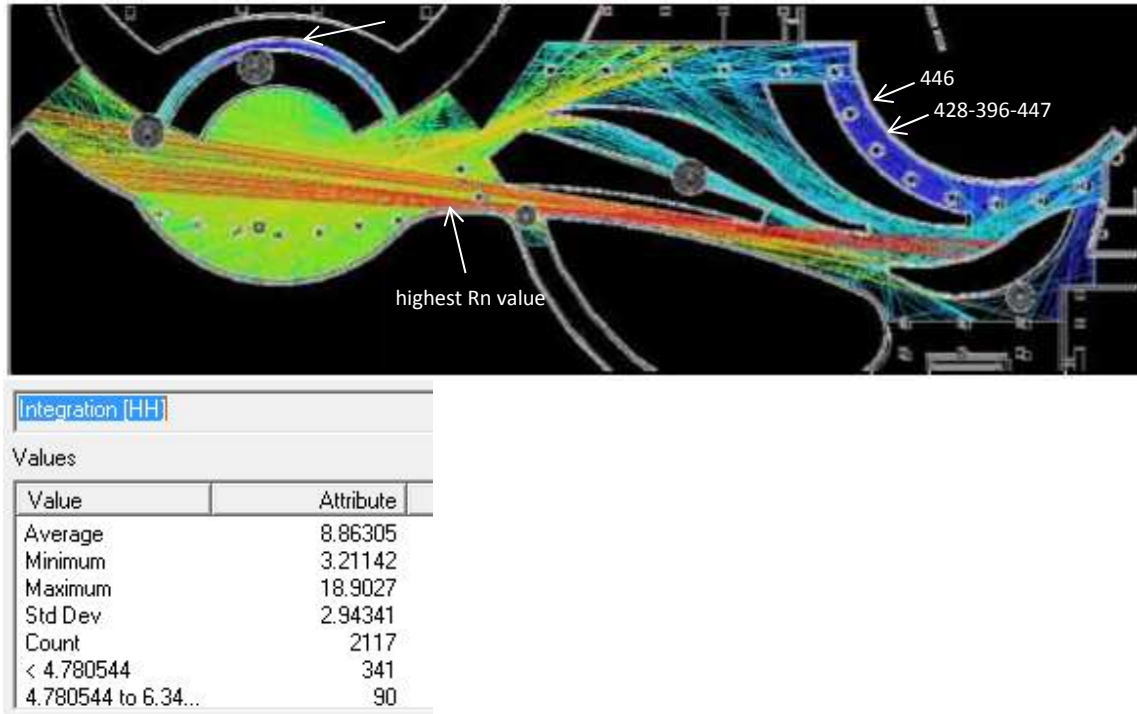 446
428-396-447
highest Rn value
Integration [HH]
Values
Value Attribute
Average 8.86305
Minimum 3.21142
Maximum 18.9027
Std Dev 2.94341
Count 2117
< 4.780544 341
4.780544 to 6.34... 90